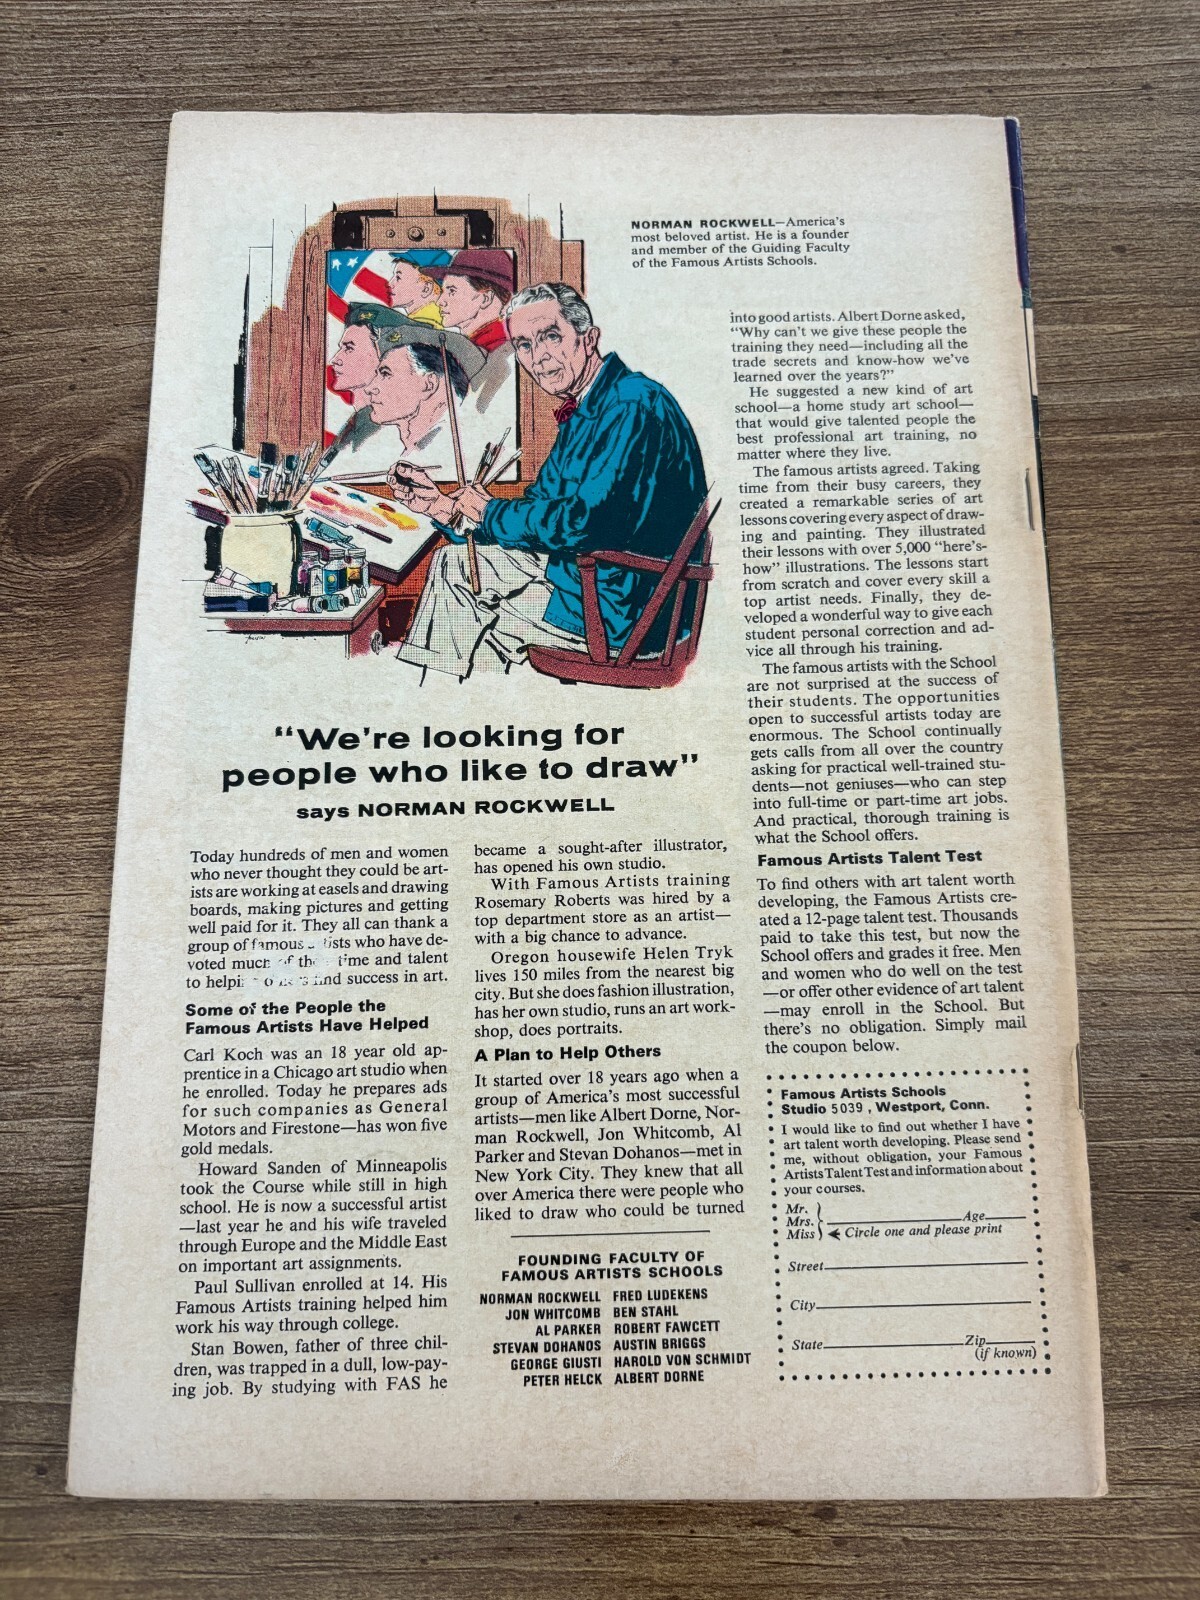 NORMAN ROCKWELL—America's
most beloved artist. He is a founder
and member of the Guiding Faculty
of the Famous Artists Schools.
"We're looking for
people who like to draw"
says NORMAN ROCKWELL
Today hundreds of men and women
who never thought they could be art-
ists are working at easels and drawing
boards, making pictures and getting
well paid for it. They all can thank a
group of famous who have de-
voted much of time and talent
to find success in art.
Some of the People the
Famous Artists Have Helped
Carl Koch was an 18 year old ap-
prentice in a Chicago art studio when
he enrolled. Today he prepares ads
for such companies as General
Motors and Firestone—has won five
gold medals.
Howard Sanden of Minneapolis
took the Course while still in high
school. He is now a successful artist
—last year he and his wife traveled
through Europe and the Middle East
on important art assignments.
Paul Sullivan enrolled at 14. His
Famous Artists training helped him
work his way through college.
Stan Bowen, father of three chil-
dren, was trapped in a dull, low-pay-
ing job. By studying with FAS he
became a sought-after illustrator,
has opened his own studio.
With Famous Artists training
Rosemary Roberts was hired by a
top department store as an artist—
with a big chance to advance.
Oregon housewife Helen Tryk
lives 150 miles from the nearest big
city. But she does fashion illustration,
has her own studio, runs an art work-
shop, does portraits.
A Plan to Help Others
It started over 18 years ago when a
group of America's most successful
artists—men like Albert Dorne, Nor-
man Rockwell, Jon Whitcomb, Al
Parker and Stevan Dohanos—met in
New York City. They knew that all
over America there were people who
liked to draw who could be turned
FOUNDING FACULTY OF
FAMOUS ARTISTS SCHOOLS
NORMAN ROCKWELL FRED LUDEKENS
JON WHITCOMB BEN STAHL
AL PARKER ROBERT FAWCETT
STEVAN DOHANOS AUSTIN BRIGGS
GEORGE GIUSTI HAROLD VON SCHMIDT
PETER HELCK ALBERT DORNE
into good artists. Albert Dorne asked,
"Why can't we give these people the
training they need—including all the
trade secrets and know-how we've
learned over the years?"
He suggested a new kind of art
school—a home study art school—
that would give talented people the
best professional art training, no
matter where they live.
The famous artists agreed. Taking
time from their busy careers, they
created a remarkable series of art
lessons covering every aspect of draw-
ing and painting. They illustrated
their lessons with over 5,000 "here's-
how" illustrations. The lessons start
from scratch and cover every skill a
top artist needs. Finally, they de-
veloped a wonderful way to give each
student personal correction and ad-
vice all through his training.
The famous artists with the School
are not surprised at the success of
their students. The opportunities
open to successful artists today are
enormous. The School continually
gets calls from all over the country
asking for practical well-trained stu-
dents—not geniuses—who can step
into full-time or part-time art jobs.
And practical, thorough training is
what the School offers.
Famous Artists Talent Test
To find others with art talent worth
developing, the Famous Artists cre-
ated a 12-page talent test. Thousands
paid to take this test, but now the
School offers and grades it free. Men
and women who do well on the test
—or offer other evidence of art talent
—may enroll in the School. But
there's no obligation. Simply mail
the coupon below.
Famous Artists Schools
Studio 5039, Westport, Conn.
I would like to find out whether I have
art talent worth developing. Please send
me, without obligation, your Famous
Artists Talent Test and information about
your courses.
Mr.
Mrs. Age
Miss Circle one and please print
Street
City
State Zip
(if known)